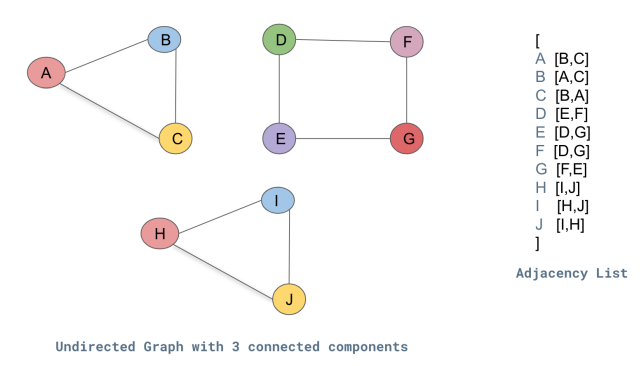 A
B
C
D
F
E
G
H
I
J
[
A [B,C]
B [A,C]
C [B,A]
D [E,F]
E [D,G]
F [D,G]
G [F,E]
H [I,J]
I [H,J]
J [I,H]
]
Adjacency List
Undirected Graph with 3 connected components